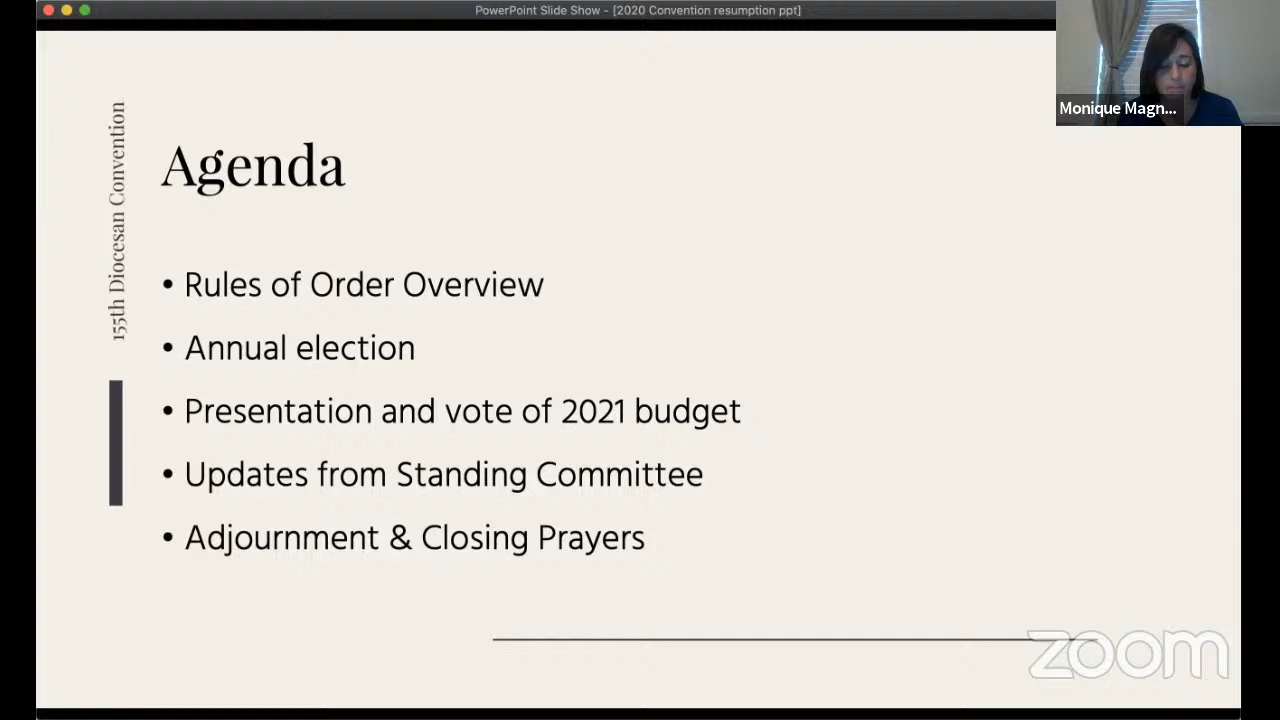 PowerPoint Slide Show - [2020 Convention resumption ppt]
Monique Magn...
155th Diocesan Convention
Agenda
• Rules of Order Overview
• Annual election
• Presentation and vote of 2021 budget
• Updates from Standing Committee
• Adjournment & Closing Prayers
zoom